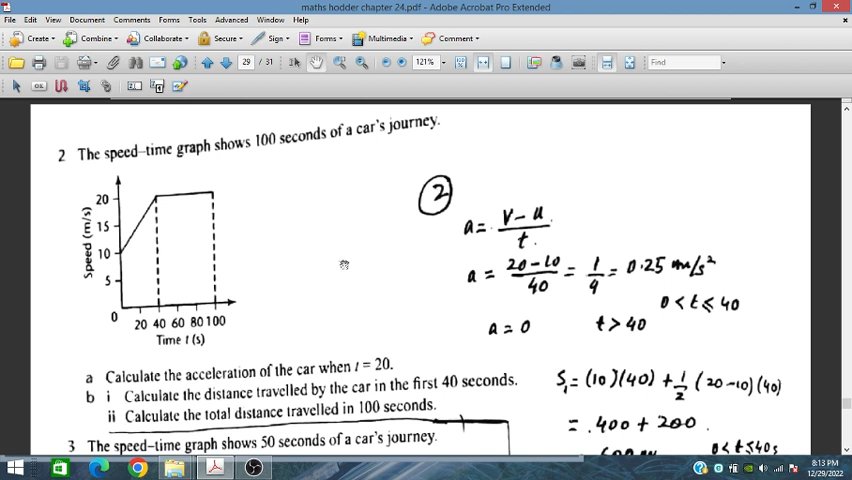 maths hodder chapter 24.pdf - Adobe Acrobat Pro Extended
File Edit View Document Comments Forms Tools Advanced Window Help
Create Combine Collaborate Secure Sign Forms Multimedia Comment
29 / 31 121% Find
2 The speed–time graph shows 100 seconds of a car's journey.
Speed (m/s)
20
15
10
5
0
20 40 60 80 100
Time t (s)
2
a = V - u / t
a = 20 - 10 / 40 = 1/4 = 0.25 m/s²
0 < t ≤ 40
a = 0 t > 40
a Calculate the acceleration of the car when t = 20.
b i Calculate the distance travelled by the car in the first 40 seconds.
ii Calculate the total distance travelled in 100 seconds.
S₁ = (10)(40) + 1/2 (20-10)(40)
= 400 + 200
0 < t ≤ 40s
3 The speed–time graph shows 50 seconds of a car's journey.
8:13 PM
12/29/2022